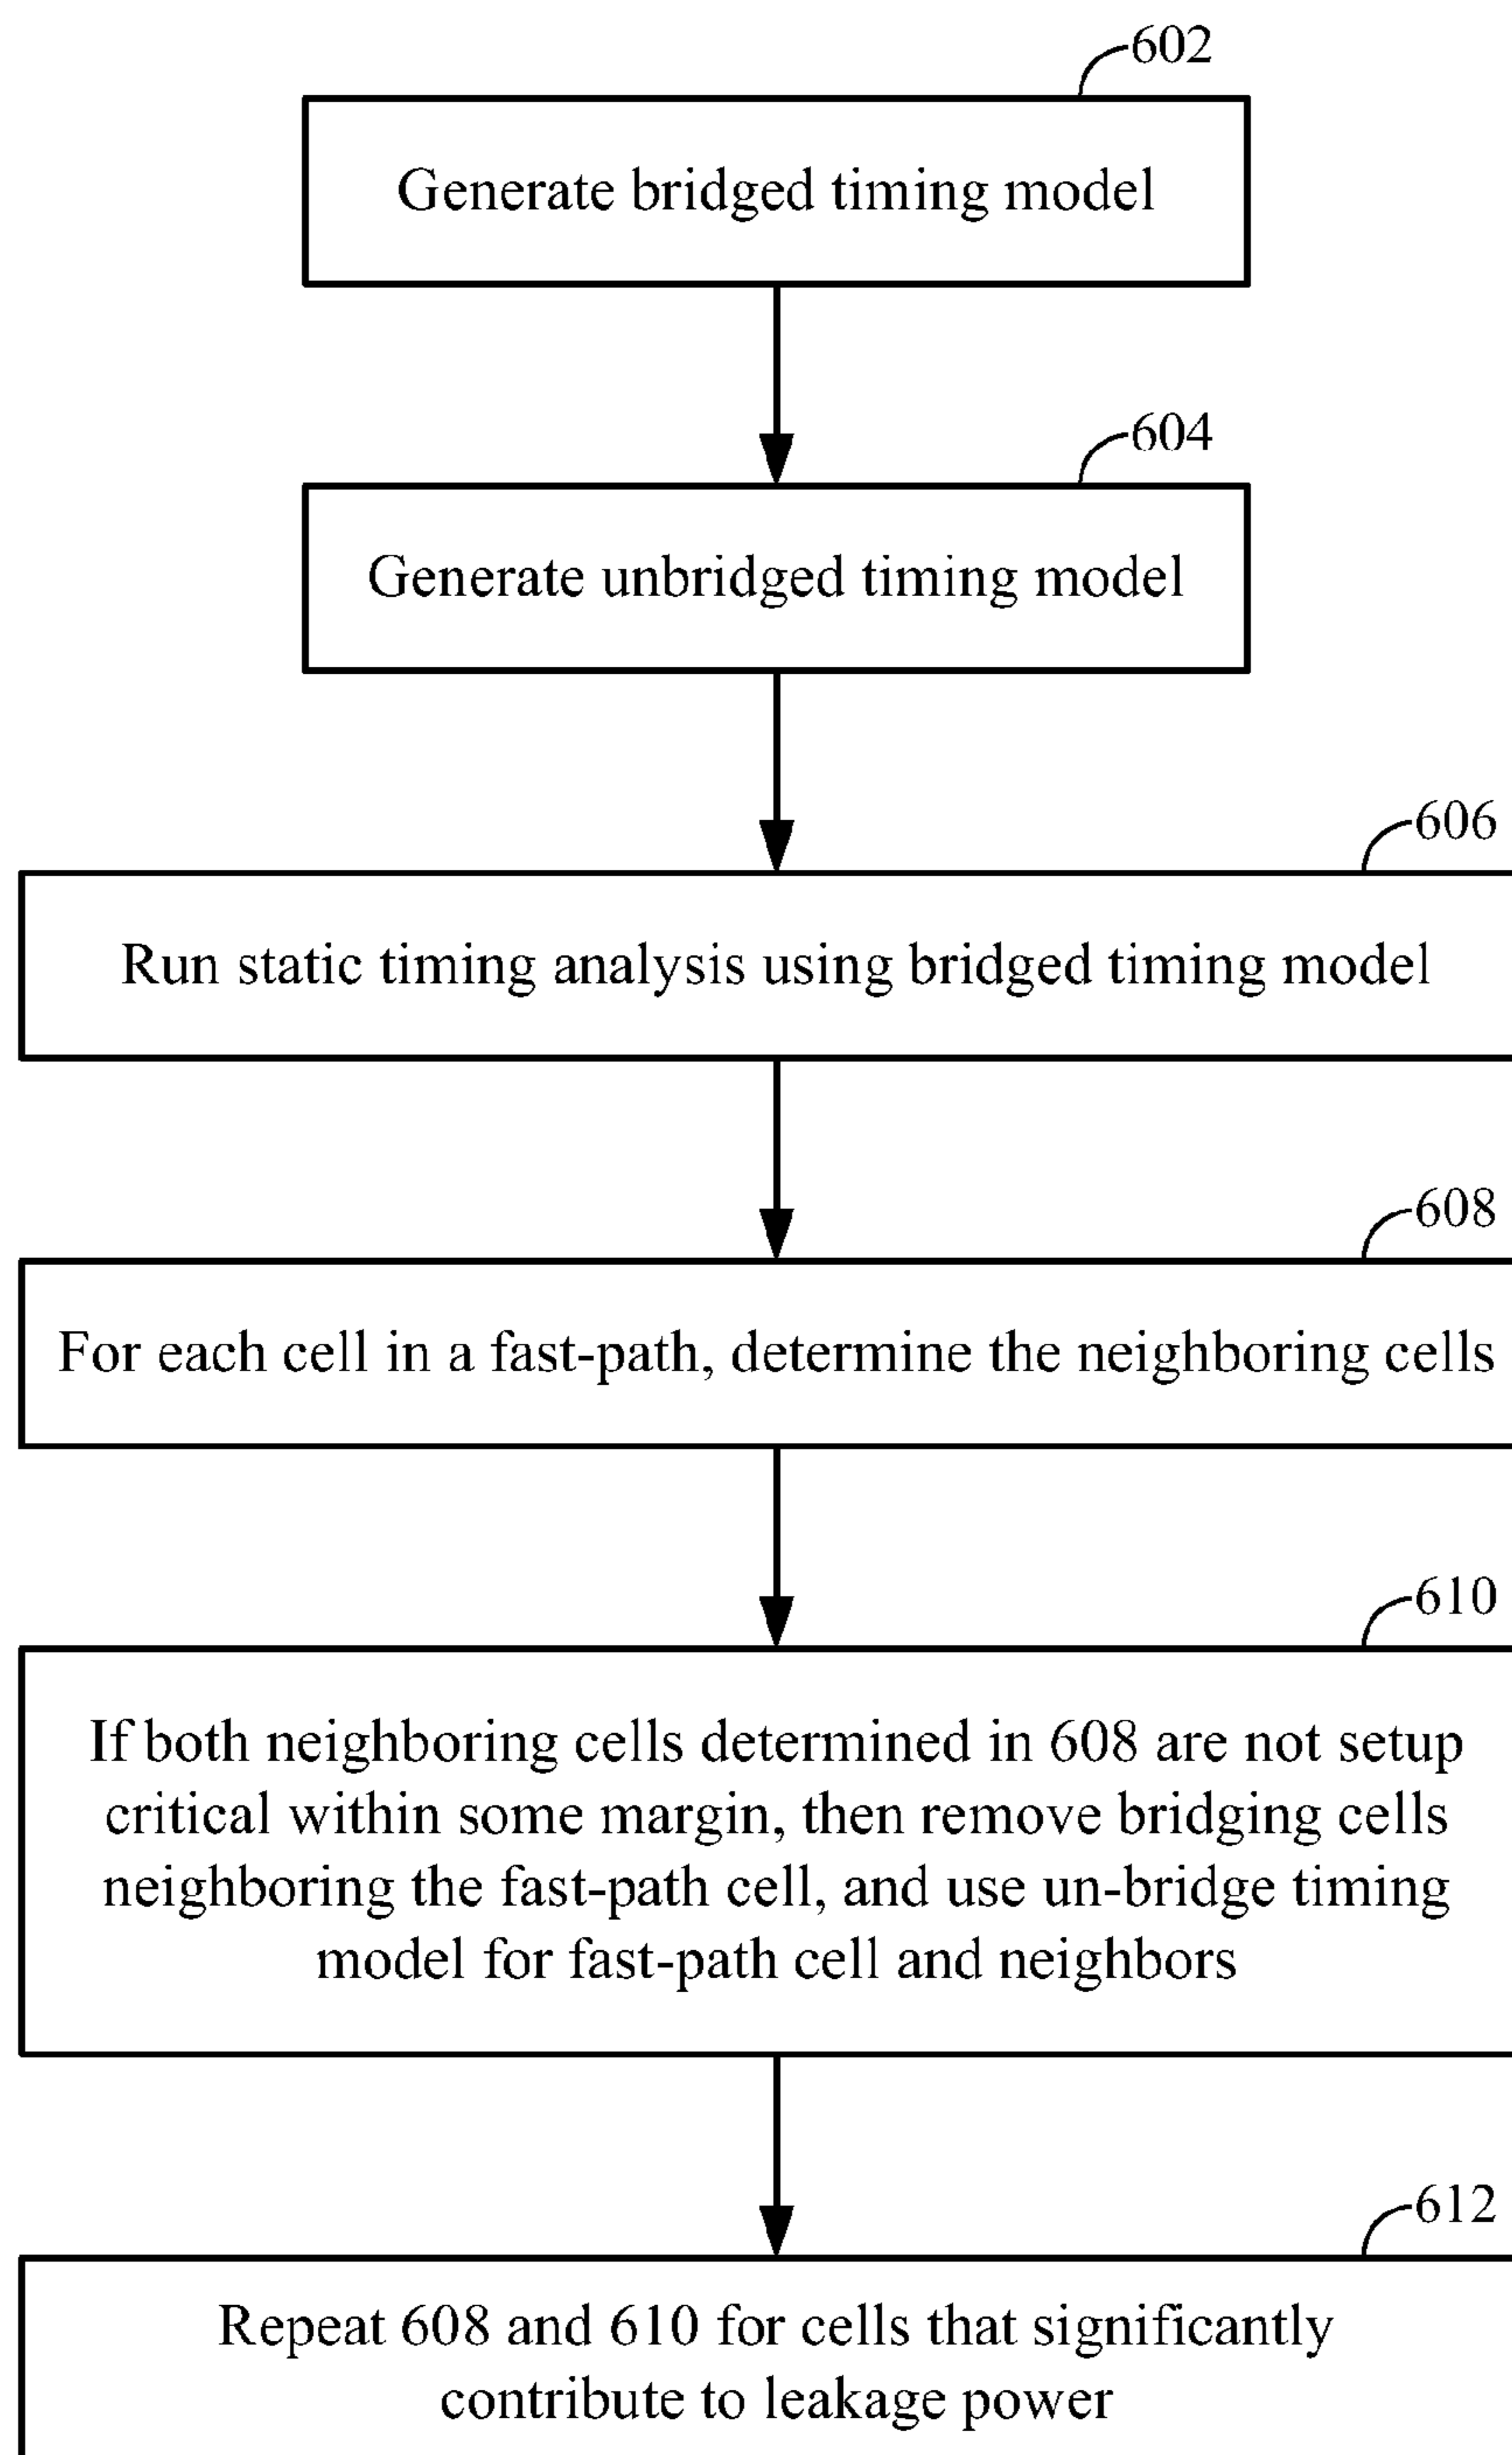 602
Generate bridged timing model
604
Generate unbridged timing model
606
Run static timing analysis using bridged timing model
608
For each cell in a fast-path, determine the neighboring cells
610
If both neighboring cells determined in 608 are not setup
critical within some margin, then remove bridging cells
neighboring the fast-path cell, and use un-bridge timing
model for fast-path cell and neighbors
612
Repeat 608 and 610 for cells that significantly
contribute to leakage power